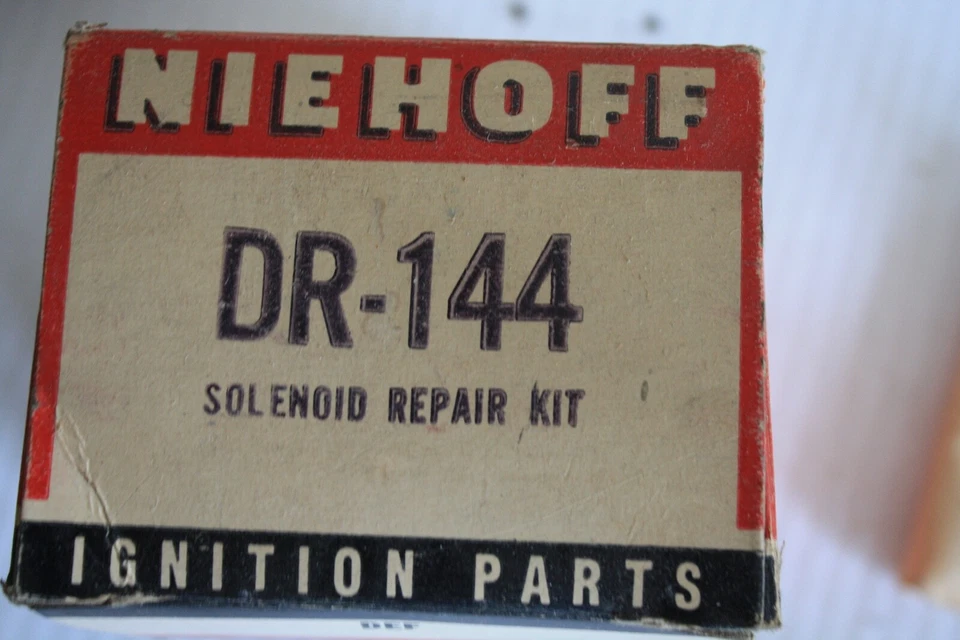 NIEHOFF
DR-144
SOLENOID REPAIR KIT
IGNITION PARTS